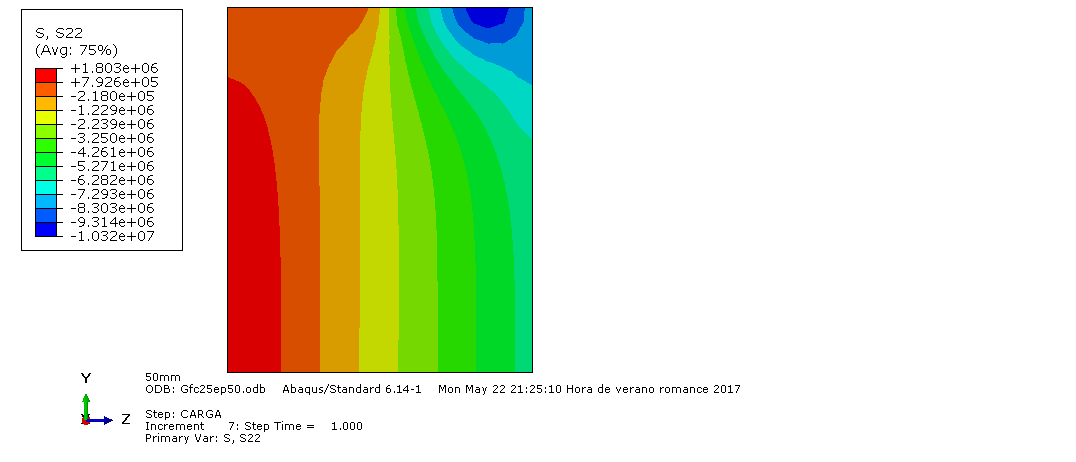 S, S22
(Avg: 75%)
+1.803e+06
+7.926e+05
-2.180e+05
-1.229e+06
-2.239e+06
-3.250e+06
-4.261e+06
-5.271e+06
-6.282e+06
-7.293e+06
-8.303e+06
-9.314e+06
-1.032e+07
Y
Z
50mm
ODB: Gfc25ep50.odb Abaqus/Standard 6.14-1 Mon May 22 21:25:10 Hora de verano romance 2017
Step: CARGA
Increment 7: Step Time = 1.000
Primary Var: S, S22